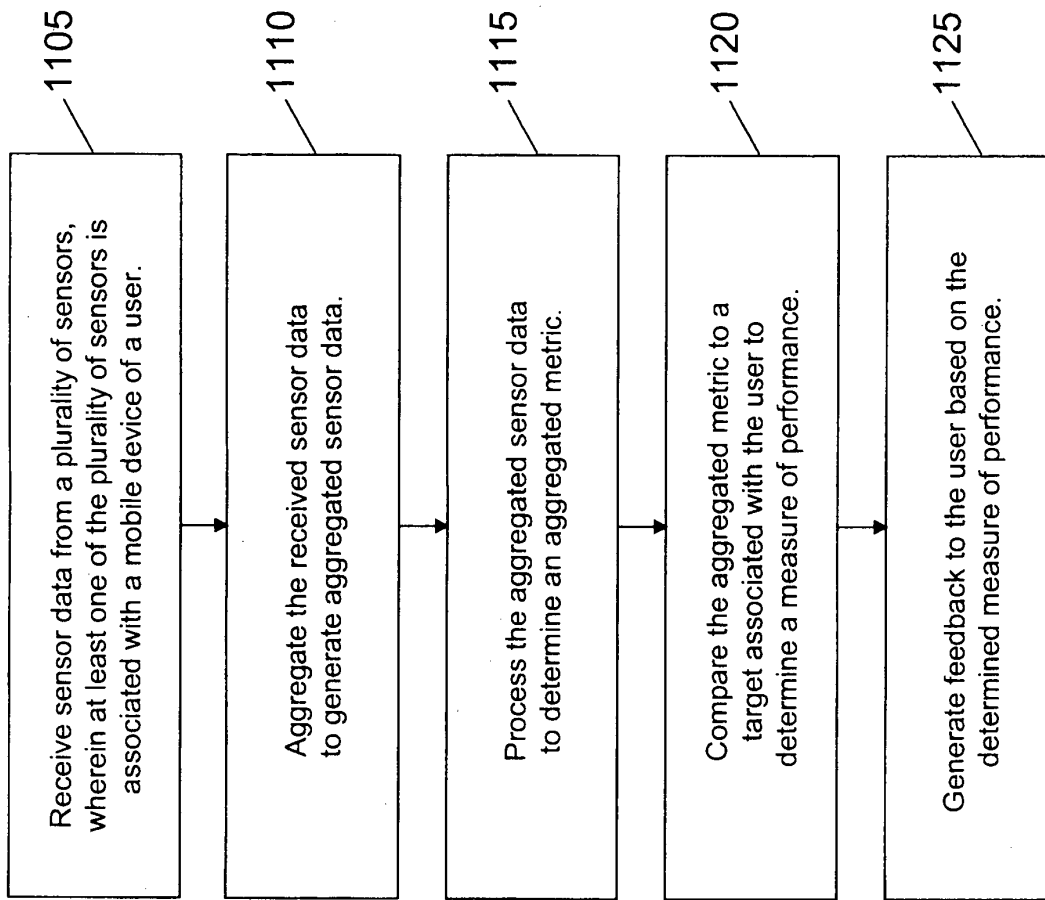 1105
Receive sensor data from a plurality of sensors,
wherein at least one of the plurality of sensors is
associated with a mobile device of a user.
1110
Aggregate the received sensor data
to generate aggregated sensor data.
1115
Process the aggregated sensor data
to determine an aggregated metric.
1120
Compare the aggregated metric to a
target associated with the user to
determine a measure of performance.
1125
Generate feedback to the user based on the
determined measure of performance.